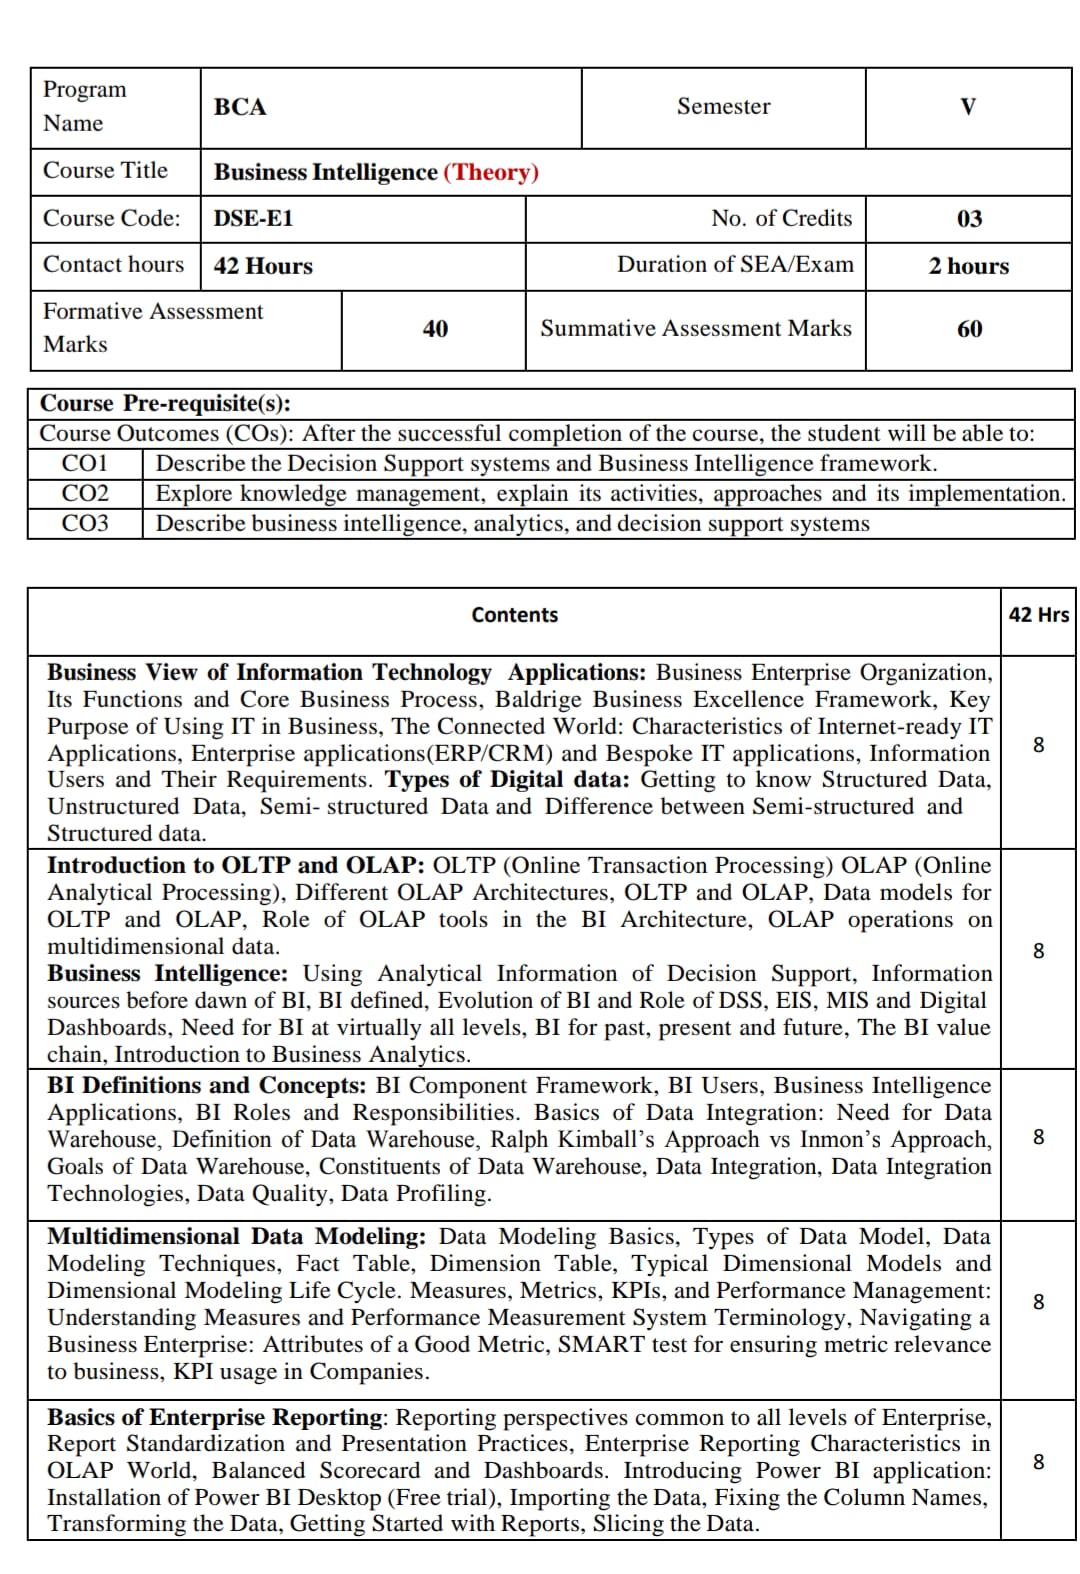 Program Name BCA Semester V
Course Title Business Intelligence (Theory)
Course Code: DSE-E1 No. of Credits 03
Contact hours 42 Hours Duration of SEA/Exam 2 hours
Formative Assessment Marks 40 Summative Assessment Marks 60
Course Pre-requisite(s):
Course Outcomes (COs): After the successful completion of the course, the student will be able to:
CO1 Describe the Decision Support systems and Business Intelligence framework.
CO2 Explore knowledge management, explain its activities, approaches and its implementation.
CO3 Describe business intelligence, analytics, and decision support systems
Contents 42 Hrs
Business View of Information Technology Applications: Business Enterprise Organization,
Its Functions and Core Business Process, Baldrige Business Excellence Framework, Key
Purpose of Using IT in Business, The Connected World: Characteristics of Internet-ready IT
Applications, Enterprise applications(ERP/CRM) and Bespoke IT applications, Information
Users and Their Requirements. Types of Digital data: Getting to know Structured Data,
Unstructured Data, Semi- structured Data and Difference between Semi-structured and
Structured data.
8
Introduction to OLTP and OLAP: OLTP (Online Transaction Processing) OLAP (Online
Analytical Processing), Different OLAP Architectures, OLTP and OLAP, Data models for
OLTP and OLAP, Role of OLAP tools in the BI Architecture, OLAP operations on
multidimensional data.
Business Intelligence: Using Analytical Information of Decision Support, Information
sources before dawn of BI, BI defined, Evolution of BI and Role of DSS, EIS, MIS and Digital
Dashboards, Need for BI at virtually all levels, BI for past, present and future, The BI value
chain, Introduction to Business Analytics.
8
BI Definitions and Concepts: BI Component Framework, BI Users, Business Intelligence
Applications, BI Roles and Responsibilities. Basics of Data Integration: Need for Data
Warehouse, Definition of Data Warehouse, Ralph Kimball’s Approach vs Inmon’s Approach,
Goals of Data Warehouse, Constituents of Data Warehouse, Data Integration, Data Integration
Technologies, Data Quality, Data Profiling.
8
Multidimensional Data Modeling: Data Modeling Basics, Types of Data Model, Data
Modeling Techniques, Fact Table, Dimension Table, Typical Dimensional Models and
Dimensional Modeling Life Cycle. Measures, Metrics, KPIs, and Performance Management:
Understanding Measures and Performance Measurement System Terminology, Navigating a
Business Enterprise: Attributes of a Good Metric, SMART test for ensuring metric relevance
to business, KPI usage in Companies.
8
Basics of Enterprise Reporting: Reporting perspectives common to all levels of Enterprise,
Report Standardization and Presentation Practices, Enterprise Reporting Characteristics in
OLAP World, Balanced Scorecard and Dashboards. Introducing Power BI application:
Installation of Power BI Desktop (Free trial), Importing the Data, Fixing the Column Names,
Transforming the Data, Getting Started with Reports, Slicing the Data.
8